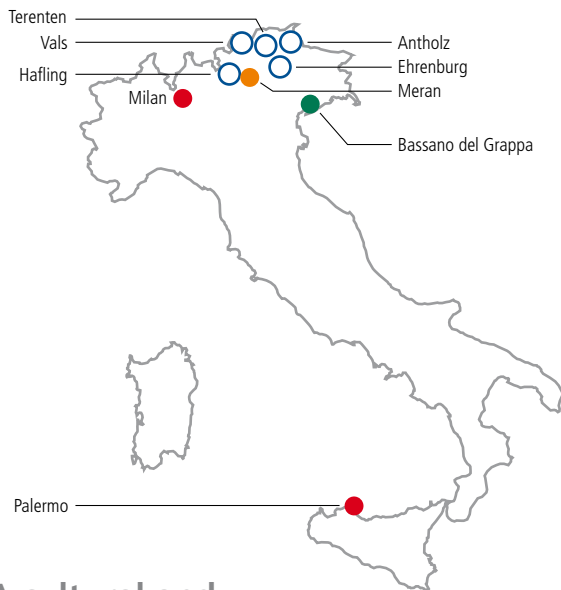 Terenten
Vals
Hafling
Milan
Antholz
Ehrenburg
Meran
Bassano del Grappa
Palermo